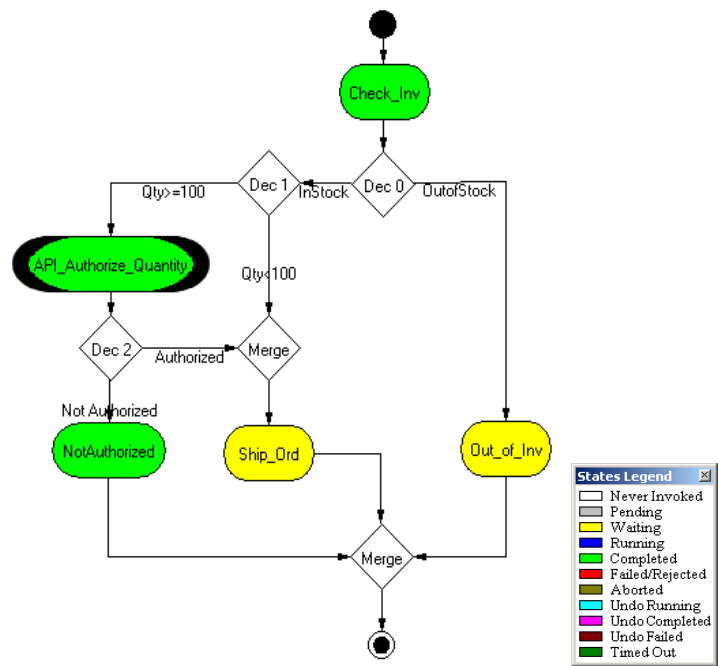 Check_Inv
Dec 1
InStock
Dec 0
OutofStock
Qty>=100
API_Authorize_Quantity
Qty<100
Dec 2
Authorized
Merge
Not Authorized
NotAuthorized
Ship_Ord
Out_of_Inv
Merge
States Legend
Never Invoked
Pending
Waiting
Running
Completed
Failed/Rejected
Aborted
Undo Running
Undo Completed
Undo Failed
Timed Out